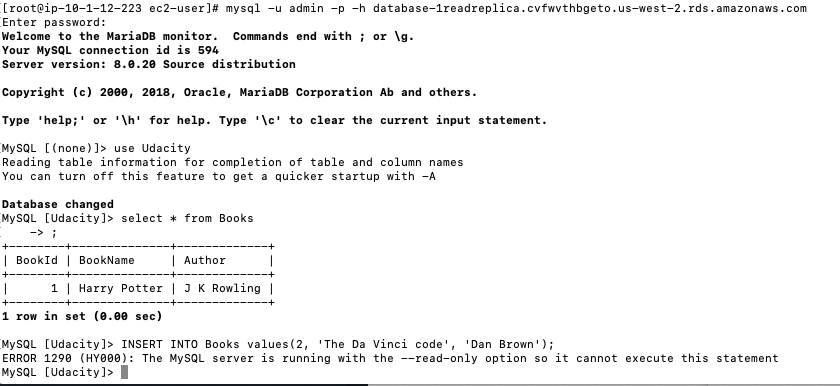 [[root@ip-10-1-12-223 ec2-user]# mysql -u admin -p -h database-1readreplica.cvfwvthbgeto.us-west-2.rds.amazonaws.com
[Enter password:
Welcome to the MariaDB monitor.  Commands end with ; or \g.
Your MySQL connection id is 594
Server version: 8.0.20 Source distribution

Copyright (c) 2000, 2018, Oracle, MariaDB Corporation Ab and others.

Type 'help;' or '\h' for help. Type '\c' to clear the current input statement.

[MySQL [(none)]> use Udacity
Reading table information for completion of table and column names
You can turn off this feature to get a quicker startup with -A

Database changed
[MySQL [Udacity]> select * from Books
[    -> ;
+--------+--------------+-------------+
| BookId | BookName     | Author      |
+--------+--------------+-------------+
|      1 | Harry Potter | J K Rowling |
+--------+--------------+-------------+
1 row in set (0.00 sec)

[MySQL [Udacity]> INSERT INTO Books values(2, 'The Da Vinci code', 'Dan Brown');
ERROR 1290 (HY000): The MySQL server is running with the --read-only option so it cannot execute this statement
MySQL [Udacity]>